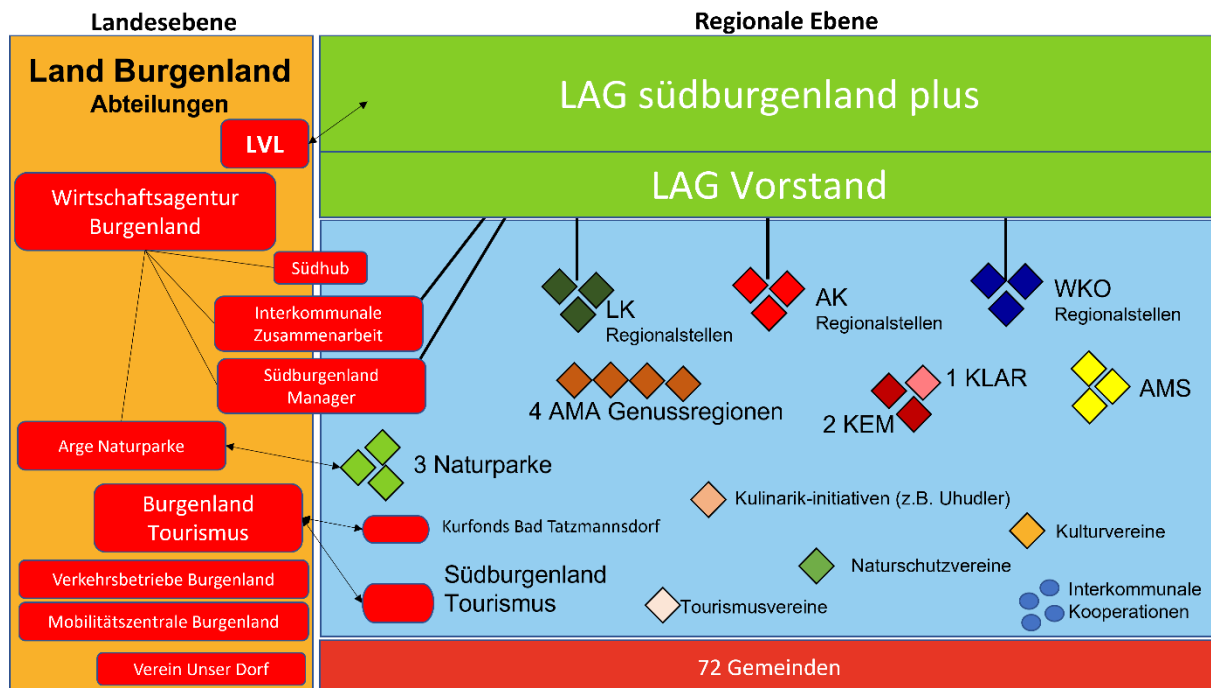 Landesebene
Regionale Ebene
Land Burgenland
Abteilungen
LVL
Wirtschaftsagentur
Burgenland
Südhub
Interkommunale
Zusammenarbeit
Südburgenland
Manager
Arge Naturparke
Burgenland
Tourismus
Verkehrsbetriebe Burgenland
Mobilitätszentrale Burgenland
Verein Unser Dorf
LAG südburgenland plus
LAG Vorstand
LK
Regionalstellen
AK
Regionalstellen
WKO
Regionalstellen
4 AMA Genussregionen
1 KLAR
2 KEM
AMS
3 Naturparke
Kulinarik-initiativen (z.B. Uhudler)
Kurfonds Bad Tatzmannsdorf
Kulturvereine
Naturschutzvereine
Südburgenland
Tourismus
Tourismusvereine
Interkommunale
Kooperationen
72 Gemeinden